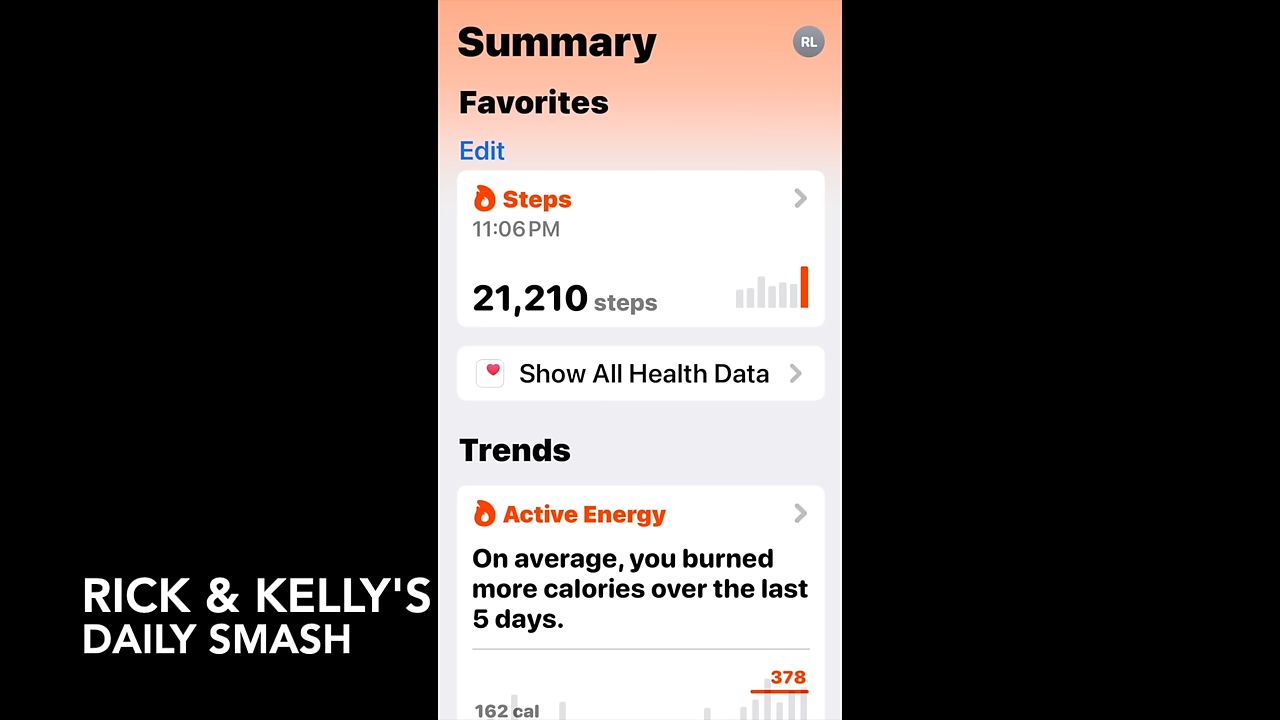 Summary
RL
Favorites
Edit
Steps
11:06 PM
21,210 steps
Show All Health Data
Trends
Active Energy
On average, you burned
more calories over the last
5 days.
378
162 cal
RICK & KELLY'S
DAILY SMASH